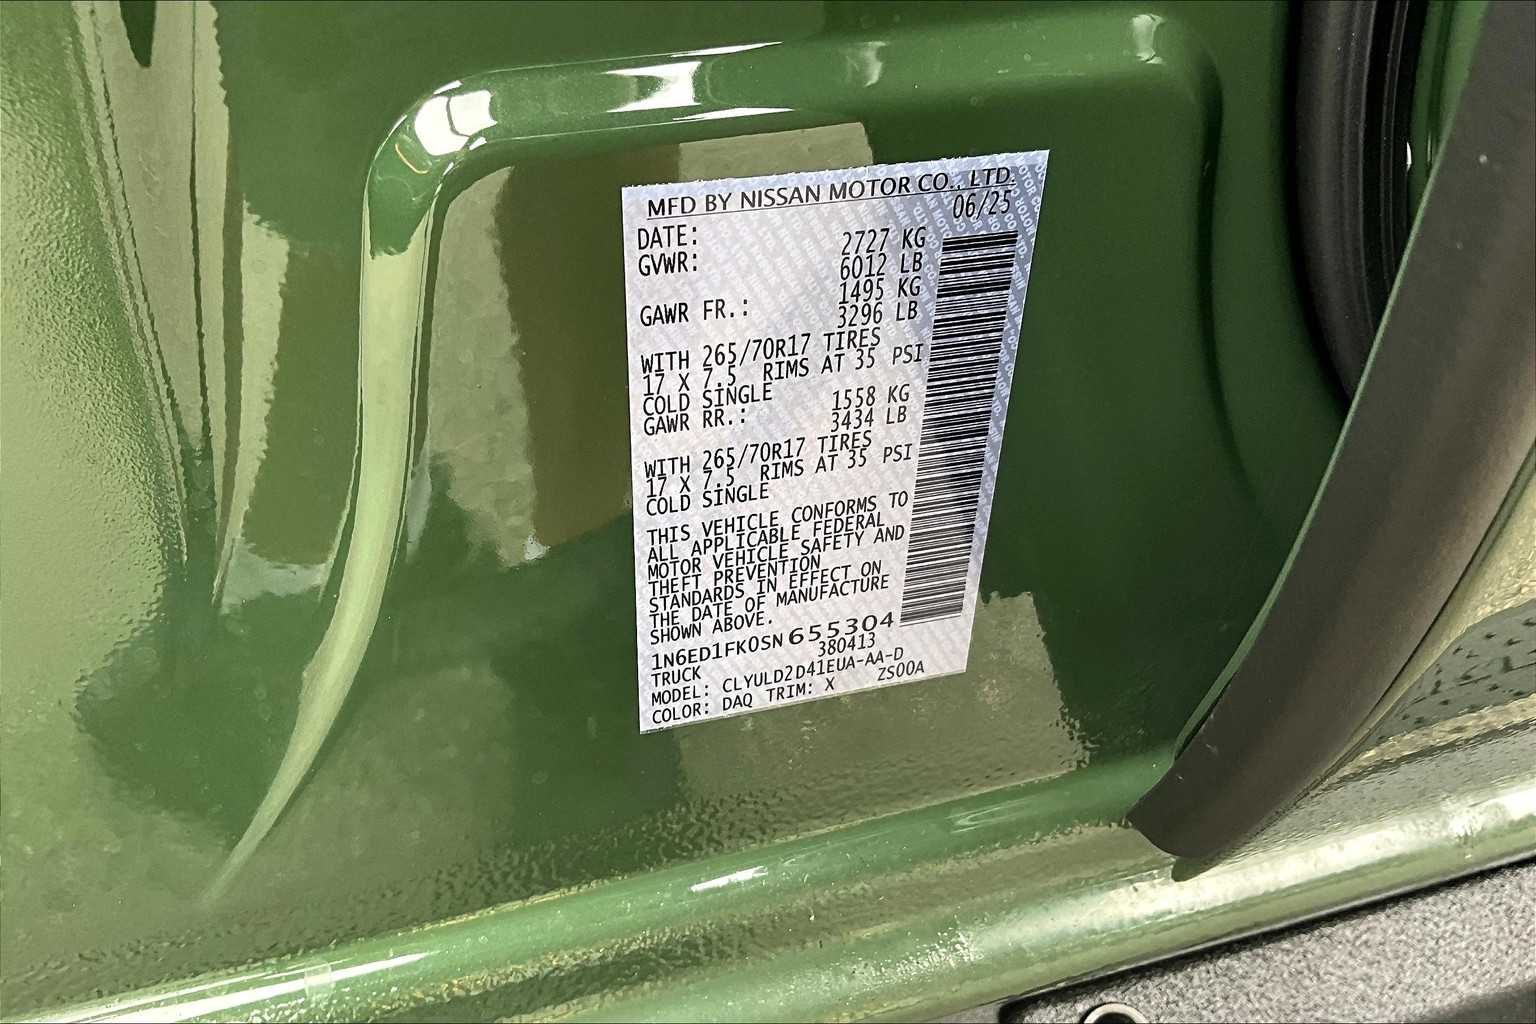 MFD BY NISSAN MOTOR CO., LTD.
DATE: 06/25
GVWR: 2727 KG
6012 LB
GAWR FR.: 1495 KG
3296 LB
WITH 265/70R17 TIRES
17 X 7.5 RIMS AT 35 PSI
COLD SINGLE
GAWR RR.: 1558 KG
3434 LB
WITH 265/70R17 TIRES
17 X 7.5 RIMS AT 35 PSI
COLD SINGLE
THIS VEHICLE CONFORMS TO
ALL APPLICABLE FEDERAL
MOTOR VEHICLE SAFETY AND
THEFT PREVENTION
STANDARDS IN EFFECT ON
THE DATE OF MANUFACTURE
SHOWN ABOVE.
1N6ED1FK0SN655304
TRUCK 380413
MODEL: CLYULD2D41EUA-AA-D
COLOR: DAQ TRIM: X ZS00A